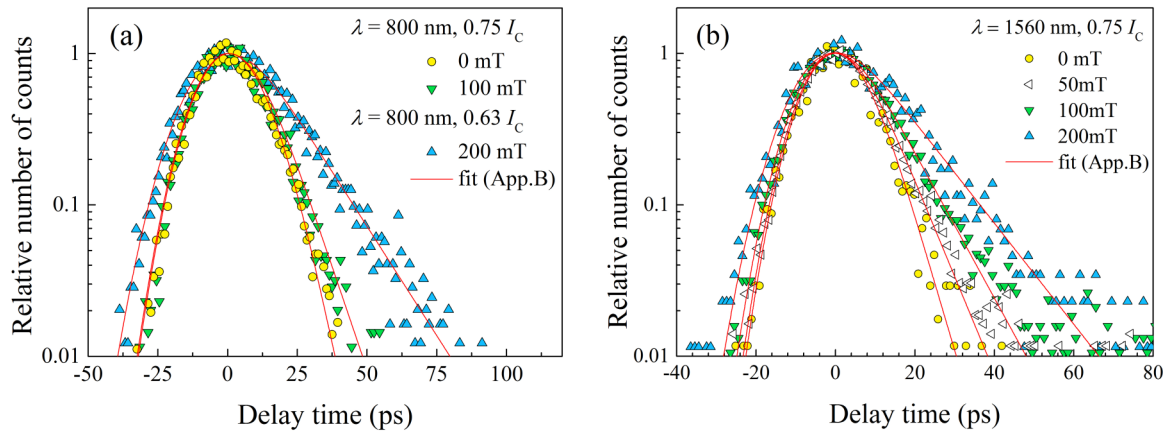 (a)
λ = 800 nm, 0.75 I_C
0 mT
100 mT
λ = 800 nm, 0.63 I_C
200 mT
fit (App.B)
Relative number of counts
1
0.1
0.01
-50 -25 0 25 50 75 100
Delay time (ps)
(b)
λ = 1560 nm, 0.75 I_C
0 mT
50mT
100mT
200mT
fit (App.B)
Relative number of counts
1
0.1
0.01
-40 -20 0 20 40 60 80
Delay time (ps)